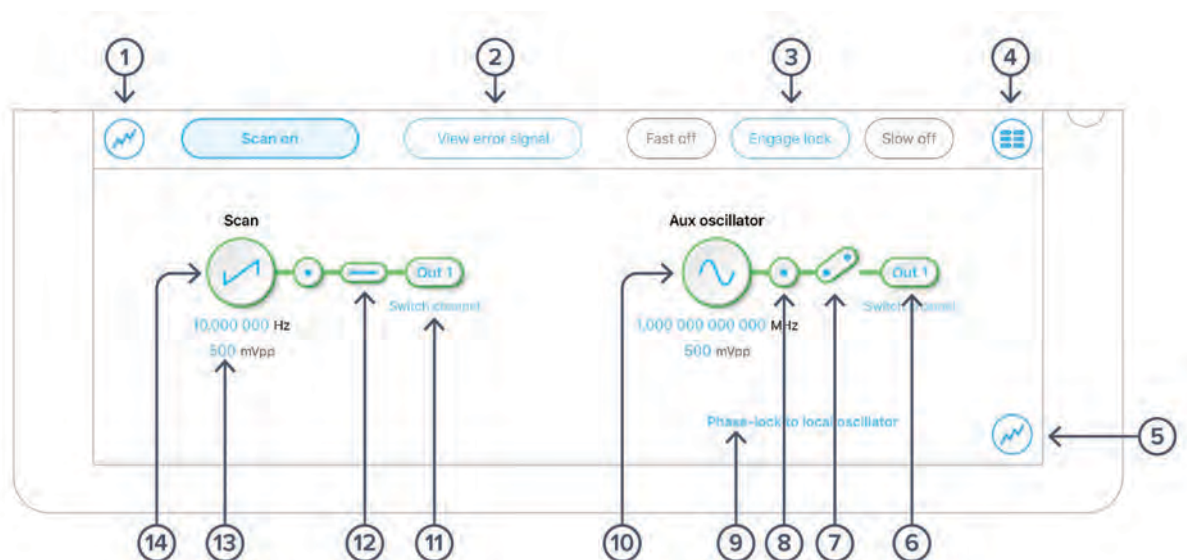 1 2 3 4
Scan on View error signal Fast off Engage lock Slow off
Scan Aux oscillator
Out 1 Out 1
Switch channel Switch channel
10,000 000 Hz 1,000 000 000 000 MHz
500 mVpp 500 mVpp
Phase-lock to local oscillator
5
14 13 12 11 10 9 8 7 6